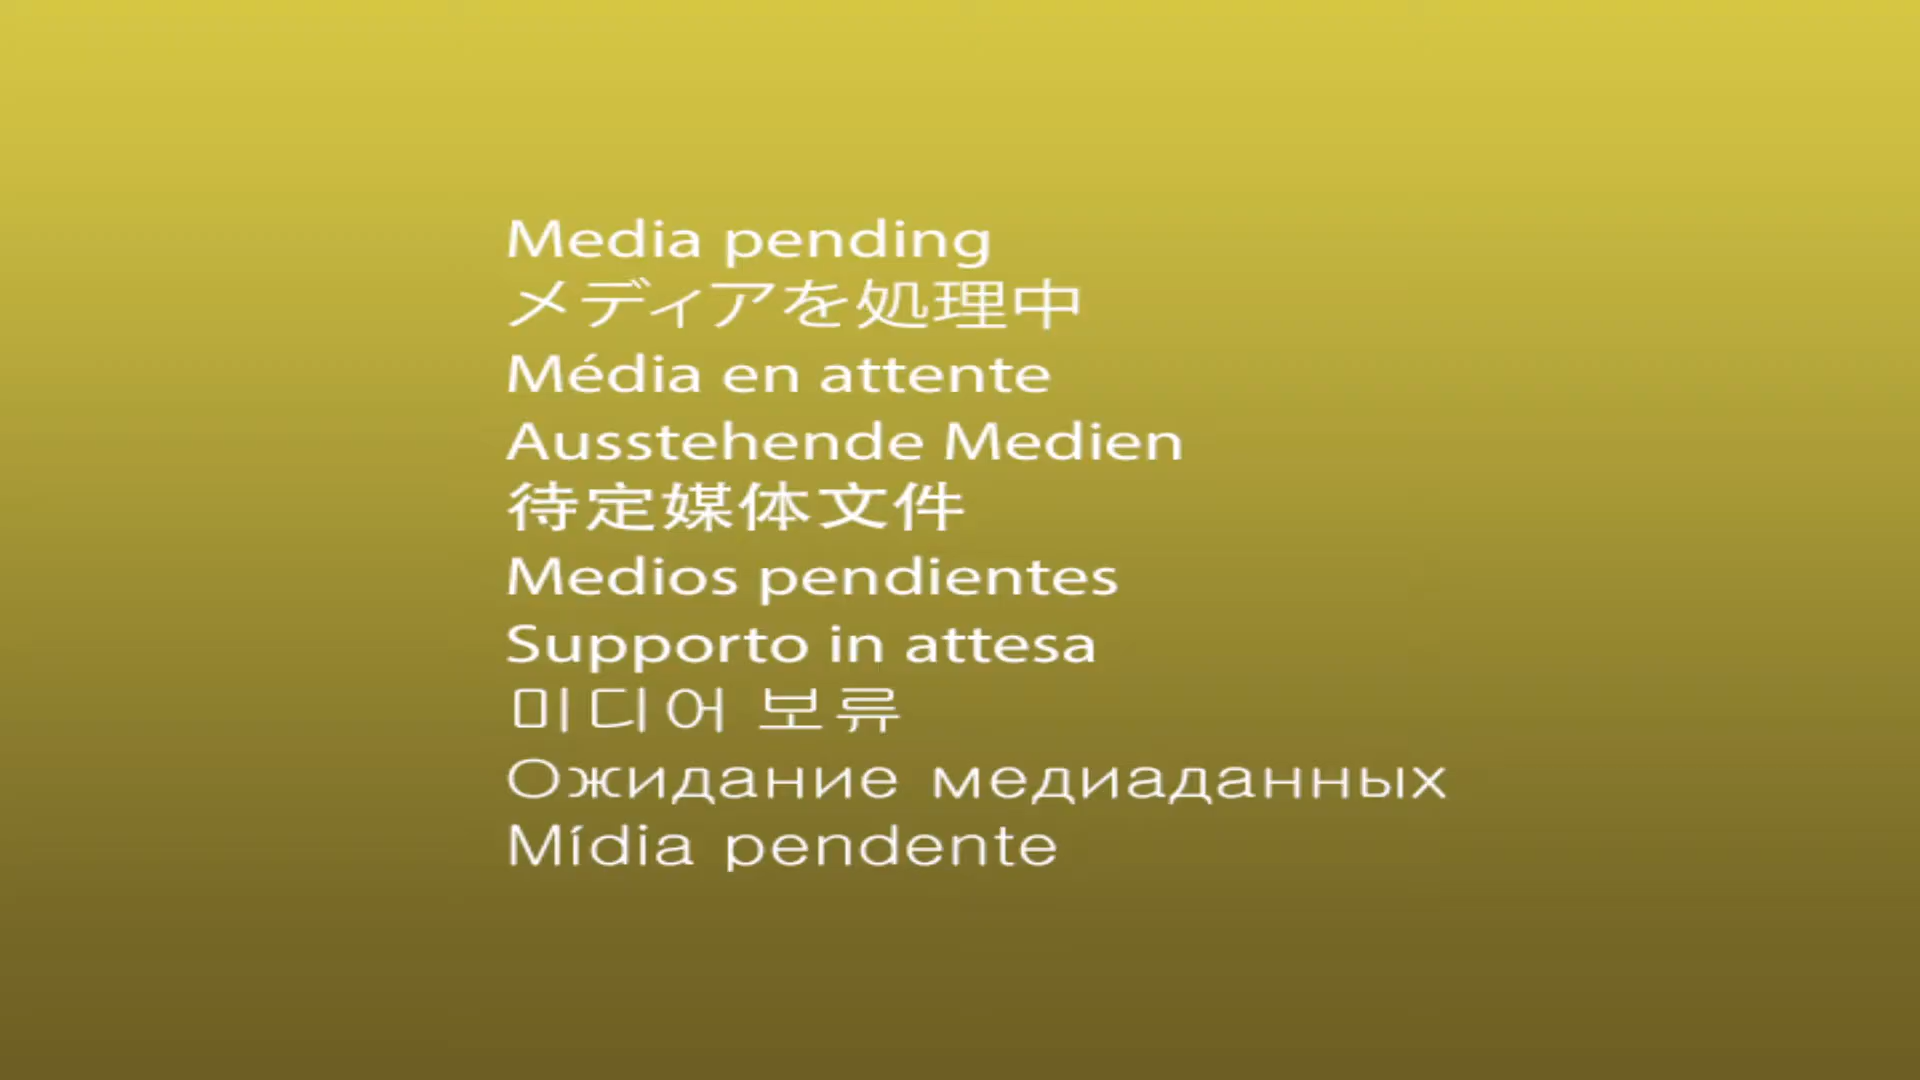 Media pending
メディアを処理中
Média en attente
Ausstehende Medien
待定媒体文件
Medios pendientes
Supporto in attesa
미디어 보류
Ожидание медиаданных
Mídia pendente